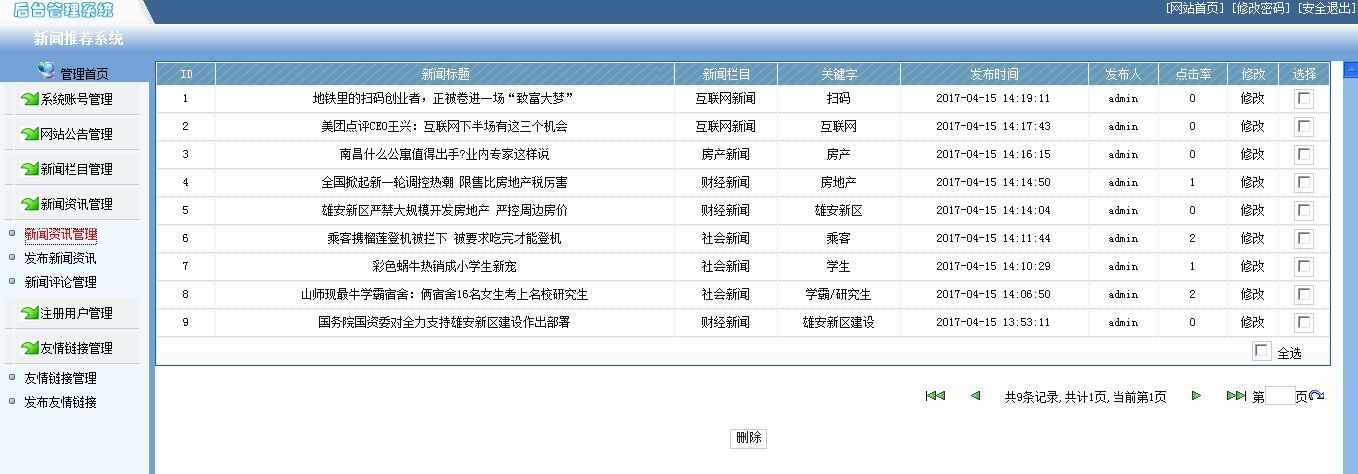 后台管理系统
[网站首页] [修改密码] [安全退出]
新闻推荐系统
管理首页
系统账号管理
网站公告管理
新闻栏目管理
新闻资讯管理
新闻资讯管理
发布新闻资讯
新闻评论管理
注册用户管理
友情链接管理
友情链接管理
发布友情链接
ID 新闻标题 新闻栏目 关键字 发布时间 发布人 点击率 修改 选择
1 地铁里的扫码创业者，正被卷进一场“致富大梦” 互联网新闻 扫码 2017-04-15 14:19:11 admin 0 修改
2 美团点评CEO王兴：互联网下半场有这三个机会 互联网新闻 互联网 2017-04-15 14:17:43 admin 0 修改
3 南昌什么公寓值得出手?业内专家这样说 房产新闻 房产 2017-04-15 14:16:15 admin 0 修改
4 全国掀起新一轮调控热潮 限售比房地产税厉害 财经新闻 房地产 2017-04-15 14:14:50 admin 1 修改
5 雄安新区严禁大规模开发房地产 严控周边房价 财经新闻 雄安新区 2017-04-15 14:14:04 admin 0 修改
6 乘客携榴莲登机被拦下 被要求吃完才能登机 社会新闻 乘客 2017-04-15 14:11:44 admin 2 修改
7 彩色蜗牛热销成小学生新宠 社会新闻 学生 2017-04-15 14:10:29 admin 1 修改
8 山师现最牛学霸宿舍：俩宿舍16名女生考上名校研究生 社会新闻 学霸/研究生 2017-04-15 14:06:50 admin 2 修改
9 国务院国资委对全力支持雄安新区建设作出部署 财经新闻 雄安新区建设 2017-04-15 13:53:11 admin 0 修改
全选
共9条记录,共计1页,当前第1页 第 页
删除